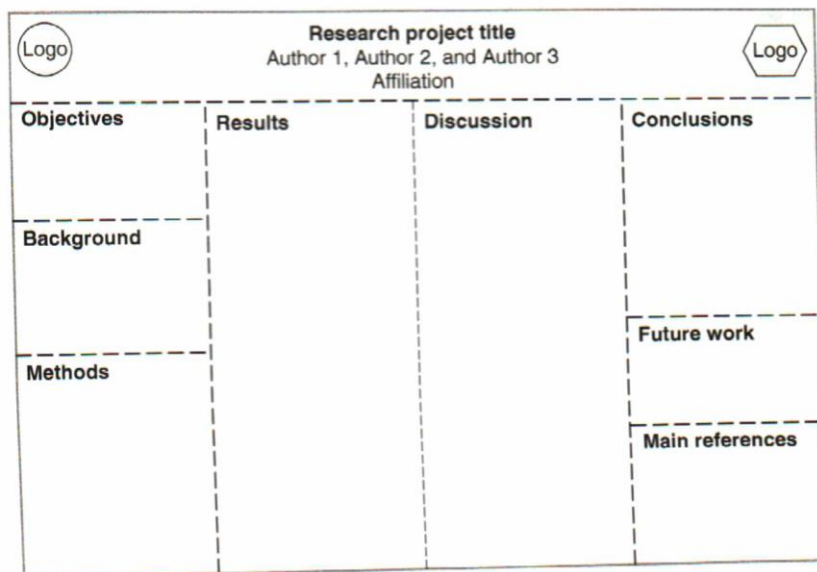 Logo
Research project title
Author 1, Author 2, and Author 3
Affiliation
Logo
Objectives
Background
Methods
Results
Discussion
Conclusions
Future work
Main references